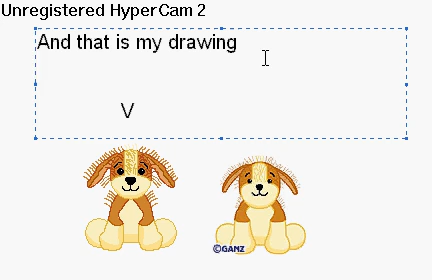 Unregistered HyperCam 2
And that is my drawing
V
©GANZ